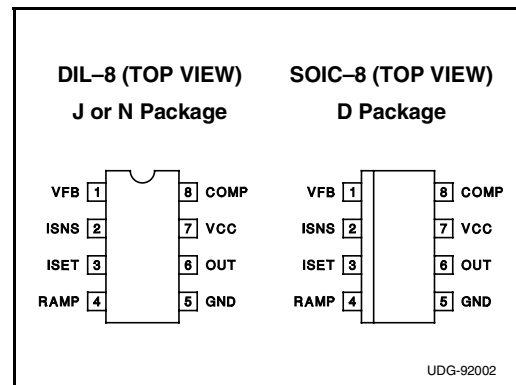 DIL–8 (TOP VIEW)
J or N Package
VFB 1 8 COMP
ISNS 2 7 VCC
ISET 3 6 OUT
RAMP 4 5 GND
SOIC–8 (TOP VIEW)
D Package
VFB 1 8 COMP
ISNS 2 7 VCC
ISET 3 6 OUT
RAMP 4 5 GND
UDG-92002